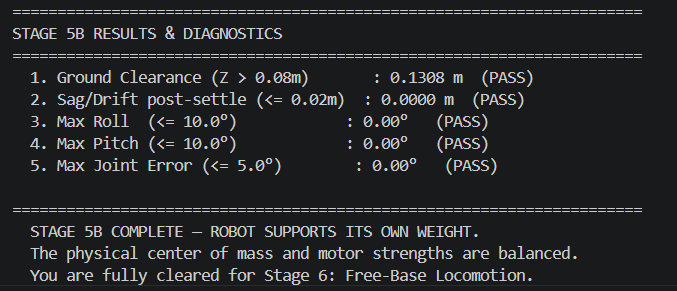 ======================================================================
STAGE 5B RESULTS & DIAGNOSTICS
======================================================================
1. Ground Clearance (Z > 0.08m) : 0.1308 m (PASS)
2. Sag/Drift post-settle (<= 0.02m) : 0.0000 m (PASS)
3. Max Roll (<= 10.0°) : 0.00° (PASS)
4. Max Pitch (<= 10.0°) : 0.00° (PASS)
5. Max Joint Error (<= 5.0°) : 0.00° (PASS)
======================================================================
STAGE 5B COMPLETE — ROBOT SUPPORTS ITS OWN WEIGHT.
The physical center of mass and motor strengths are balanced.
You are fully cleared for Stage 6: Free-Base Locomotion.